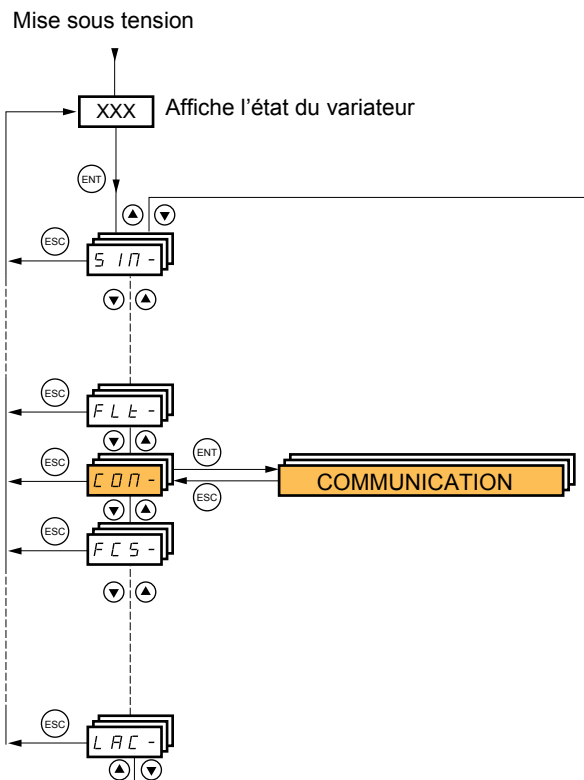 Mise sous tension
XXX
Affiche l'état du variateur
ENT
ESC
SIM-
ESC
FLt-
ENT
ESC
COM-
COMMUNICATION
ESC
ESC
FCS-
ESC
LAC-